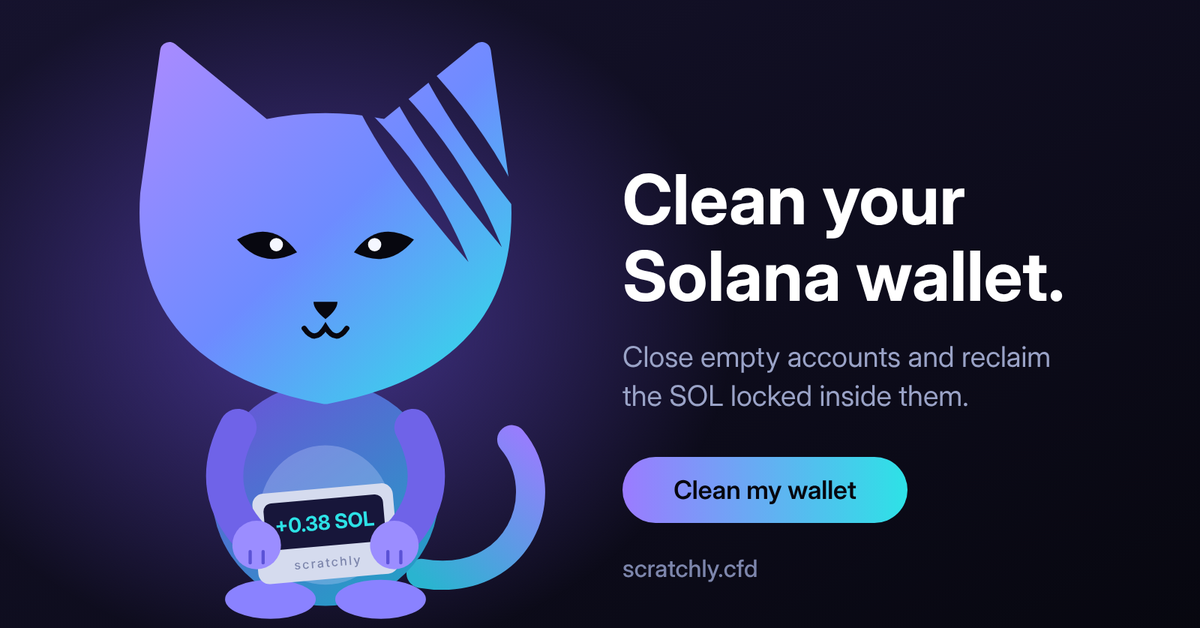 Clean your
Solana wallet.
Close empty accounts and reclaim
the SOL locked inside them.
Clean my wallet
scratchly.cfd
+0.38 SOL
scratchly